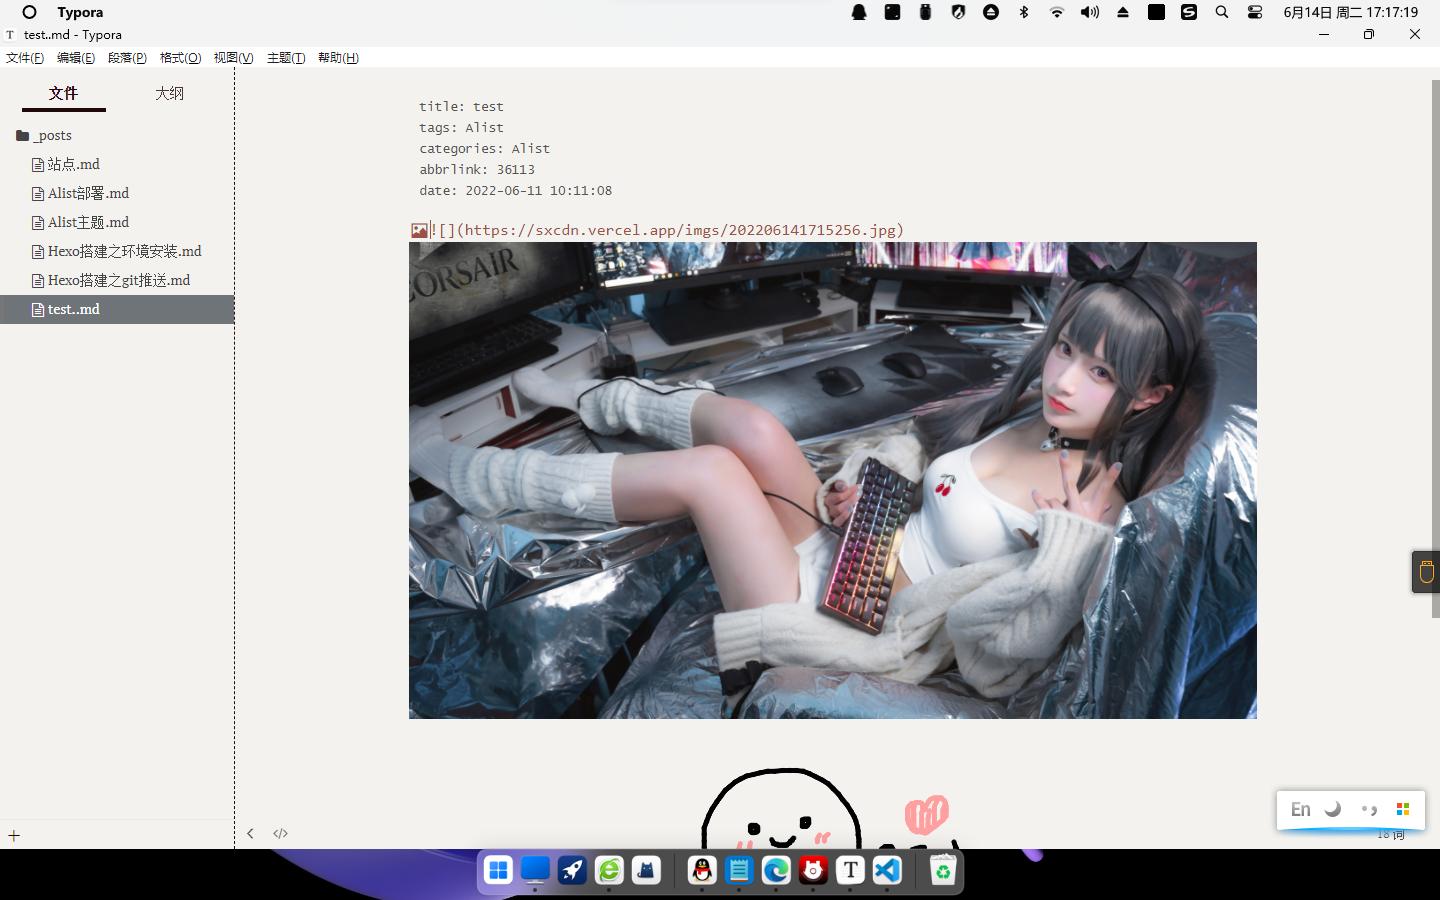 Typora
6月14日 周二 17:17:19
T test..md - Typora
文件(F) 编辑(E) 段落(P) 格式(O) 视图(V) 主题(T) 帮助(H)
文件 大纲
_posts
站点.md
Alist部署.md
Alist主题.md
Hexo搭建之环境安装.md
Hexo搭建之git推送.md
test..md
title: test
tags: Alist
categories: Alist
abbrlink: 36113
date: 2022-06-11 10:11:08
![](https://sxcdn.vercel.app/imgs/202206141715256.jpg)
CORSAIR
En
18 词
T